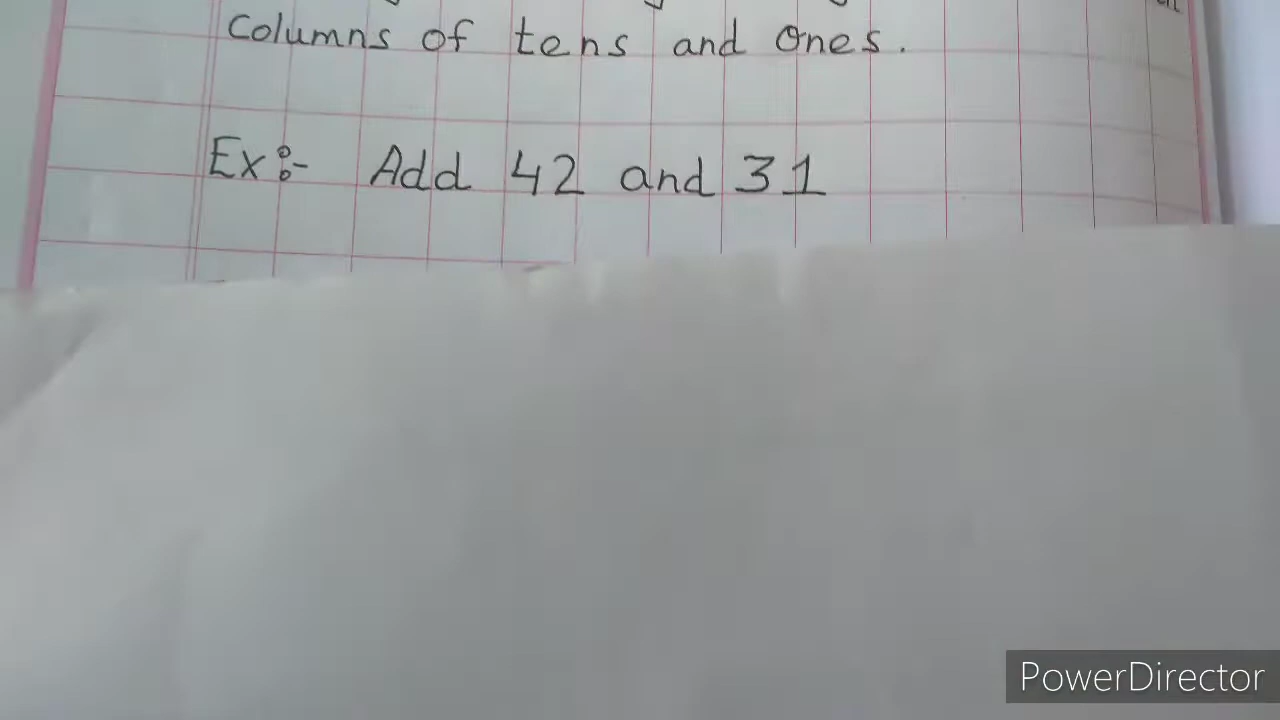 Columns of tens and Ones.
Ex:- Add 42 and 31
PowerDirector